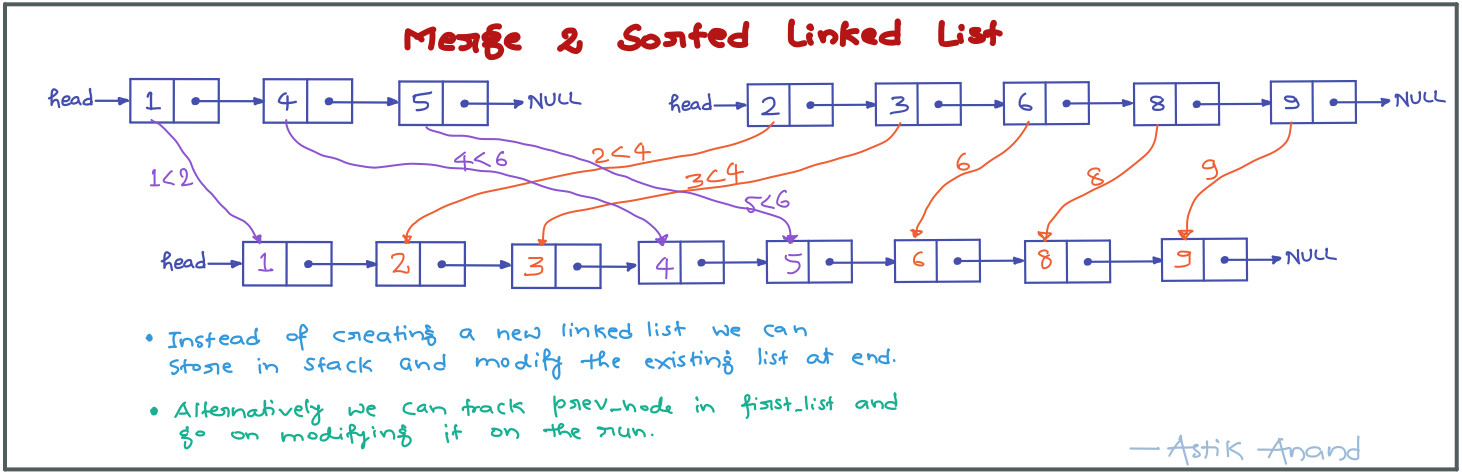 Merge 2 Sorted Linked List
head 1 4 5 NULL head 2 3 6 8 9 NULL
1<2 4<6 2<4 3<4 5<6 6 8 9
head 1 2 3 4 5 6 8 9 NULL
• Instead of creating a new linked list we can
store in stack and modify the existing list at end.
• Alternatively we can track prev_node in first_list and
go on modifying it on the run.
— Astik Anand